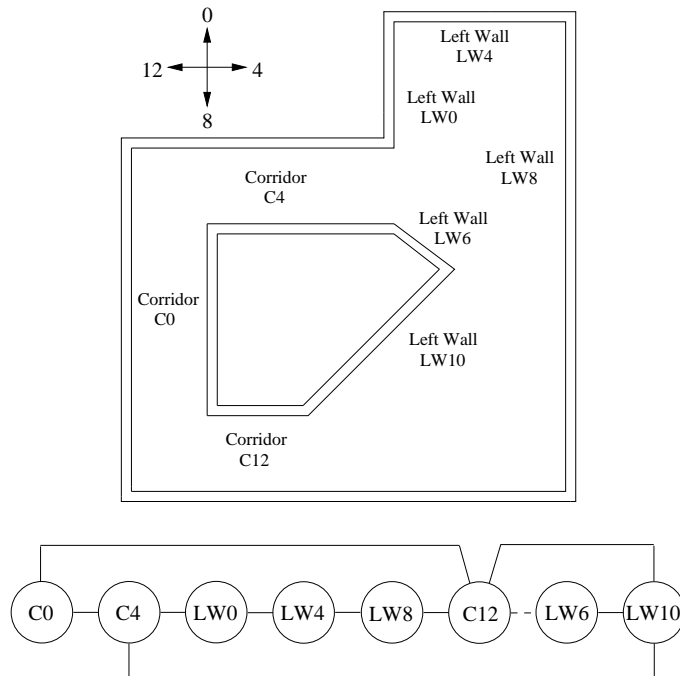 0
12 4
8
Left Wall
LW4
Left Wall
LW0
Left Wall
LW8
Corridor
C4
Left Wall
LW6
Corridor
C0
Left Wall
LW10
Corridor
C12
C0 C4 LW0 LW4 LW8 C12 LW6 LW10